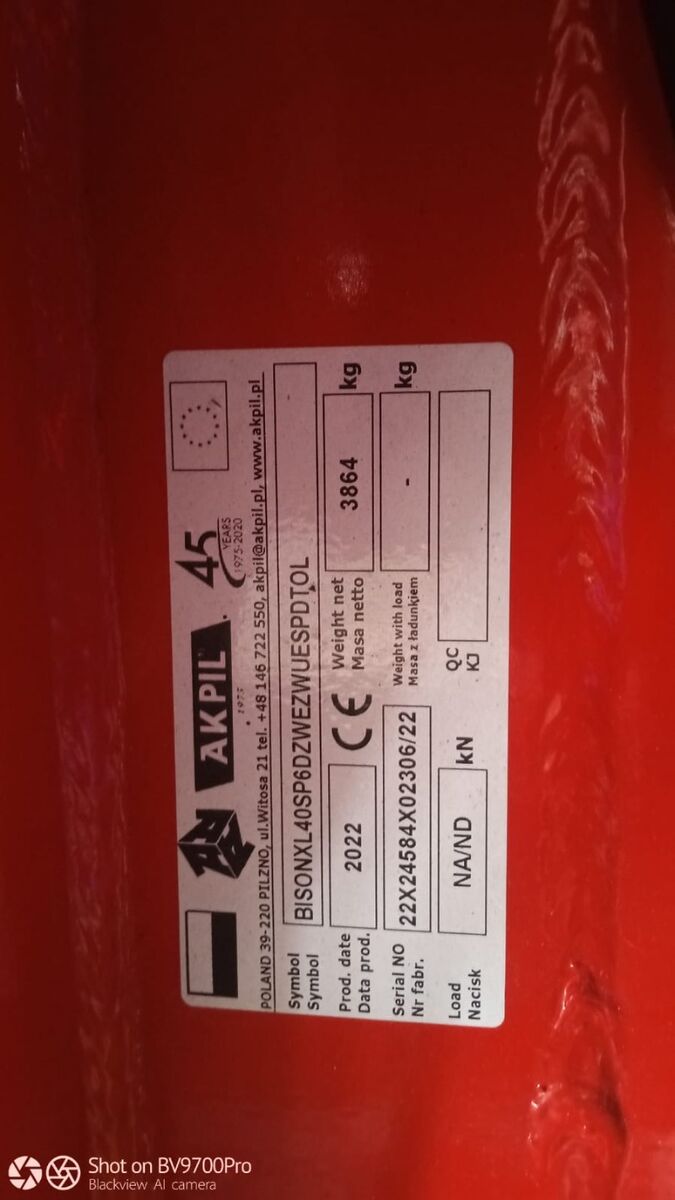 AKPIL
1975
45
YEARS
1975-2020
POLAND 39-220 PILZNO, ul.Witosa 21 tel. +48 146 722 550, akpil@akpil.pl, www.akpil.pl
Symbol
Symbol
BISONXL40SP6DZWEZWUESPDTOL
Prod. date
Data prod.
2022
CE
Weight net
Masa netto
3864
kg
Serial NO
Nr fabr.
22X24584X02306/22
Weight with load
Masa z ładunkiem
-
kg
Load
Nacisk
NA/ND
kN
QC
KJ
Shot on BV9700Pro
Blackview AI camera